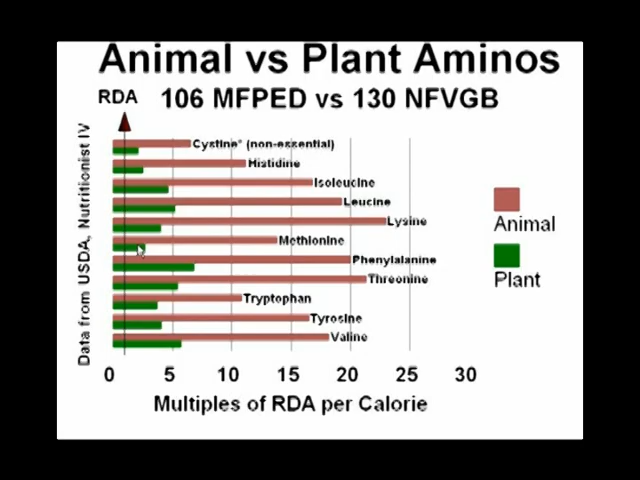 Animal vs Plant Aminos
106 MFPED vs 130 NFVGB
RDA
Data from USDA, Nutritionist IV
Cystine* (non-essential)
Histidine
Isoleucine
Leucine
Lysine
Methionine
Phenylalanine
Threonine
Tryptophan
Tyrosine
Valine
Animal
Plant
0 5 10 15 20 25 30
Multiples of RDA per Calorie